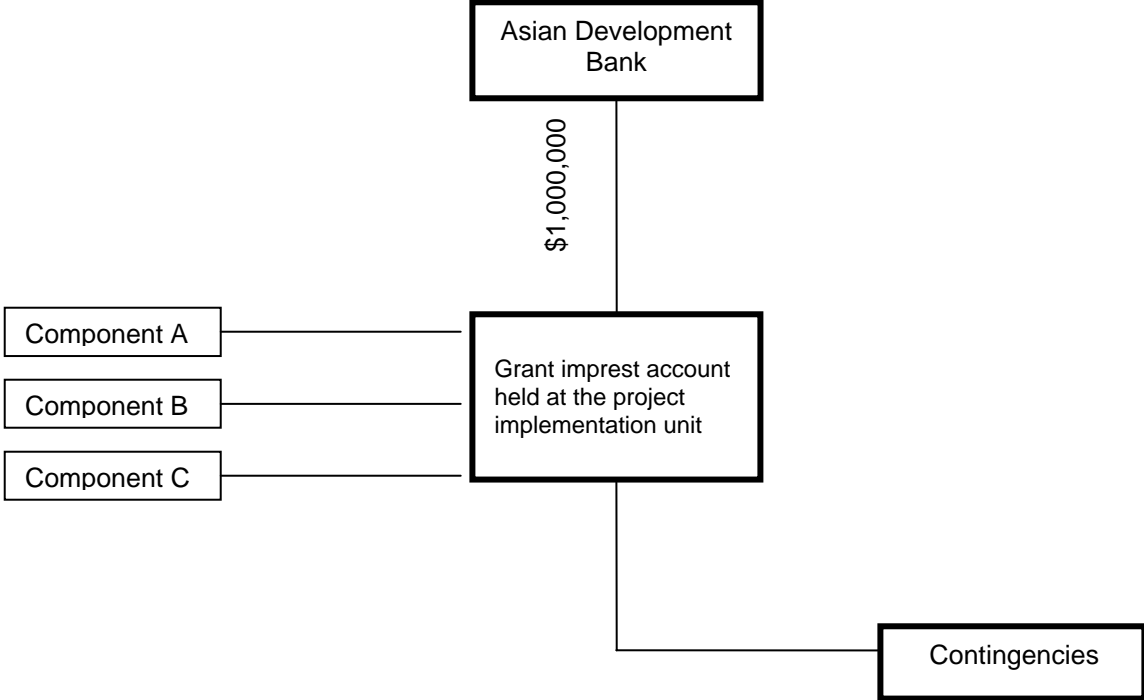 Asian Development
Bank
$1,000,000
Component A
Component B
Component C
Grant imprest account
held at the project
implementation unit
Contingencies